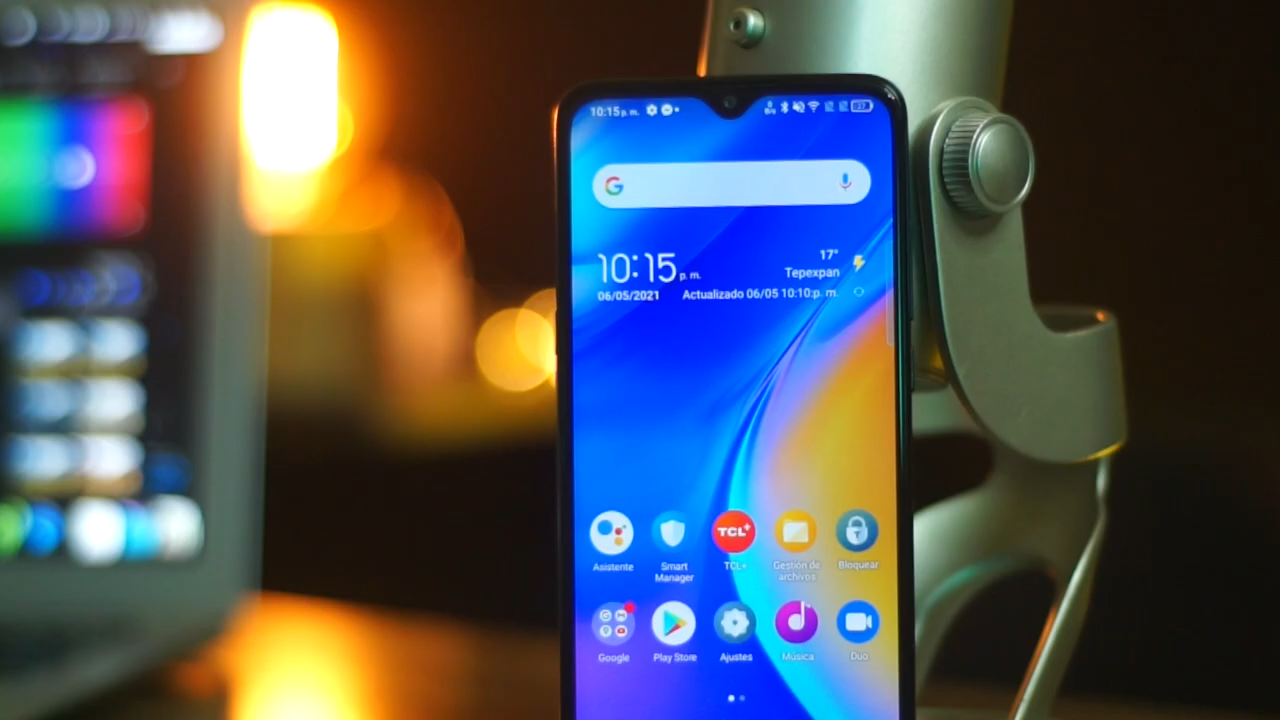 10:15 p. m.
10:15 p. m.
17°
Tepexpan
06/05/2021 Actualizado 06/05 10:10:p. m.
TCL+
Asistente
Smart
Manager
TCL+
Gestión de
archivos
Bloquear
Google
Play Store
Ajustes
Música
Duo